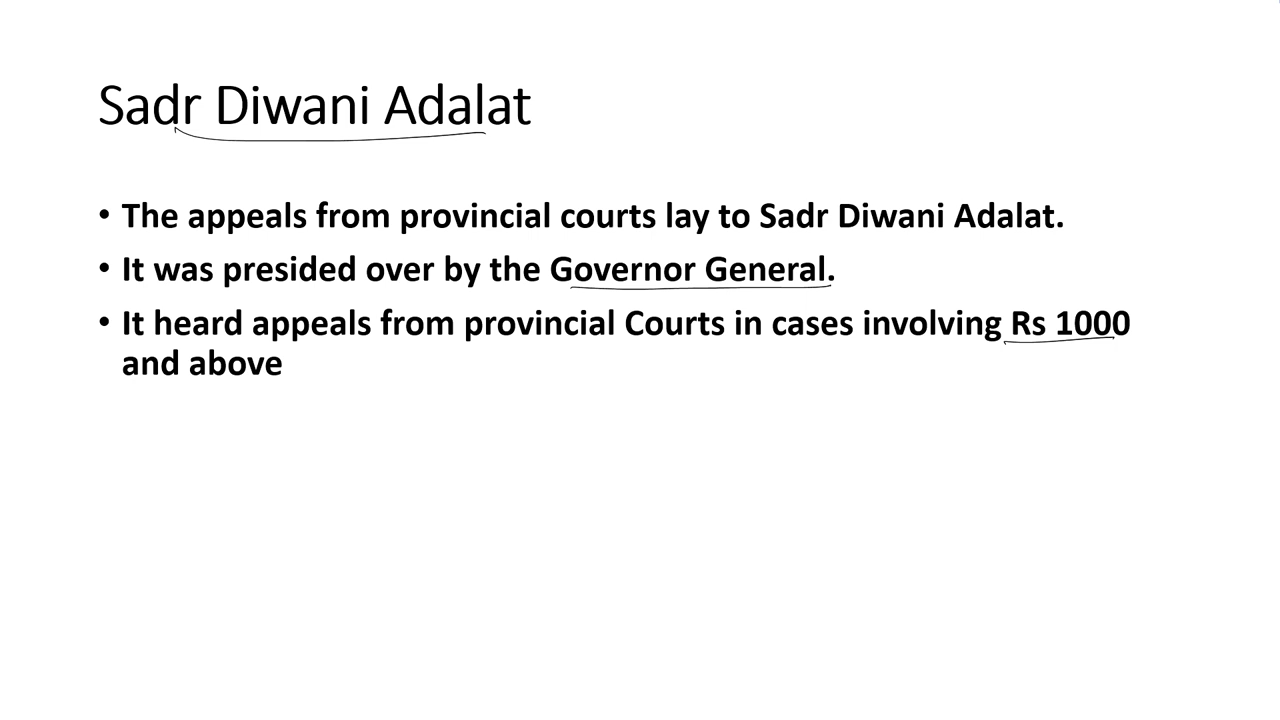 Sadr Diwani Adalat
• The appeals from provincial courts lay to Sadr Diwani Adalat.
• It was presided over by the Governor General.
• It heard appeals from provincial Courts in cases involving Rs 1000
and above